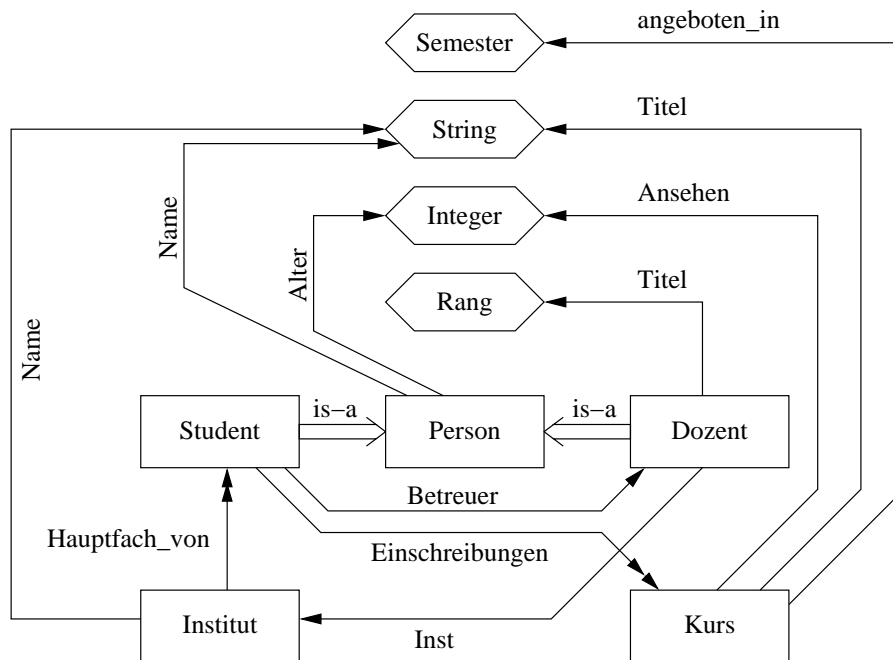 angeboten_in
Semester
Titel
String
Ansehen
Name
Integer
Alter
Titel
Rang
Name
is-a
is-a
Student
Person
Dozent
Betreuer
Hauptfach_von
Einschreibungen
Institut
Inst
Kurs